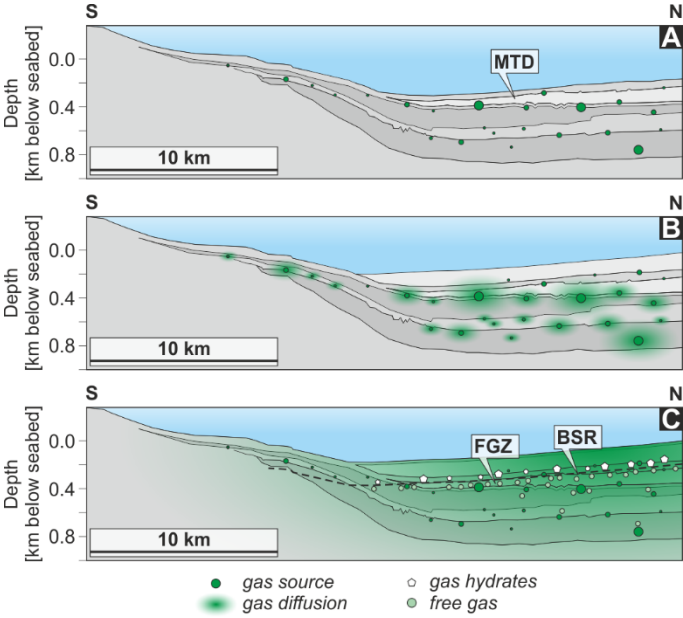 S N
A
MTD
0.0
0.4
0.8
Depth
[km below seabed]
10 km
S N
B
0.0
0.4
0.8
Depth
[km below seabed]
10 km
S N
C
FGZ BSR
0.0
0.4
0.8
Depth
[km below seabed]
10 km
gas source gas hydrates
gas diffusion free gas